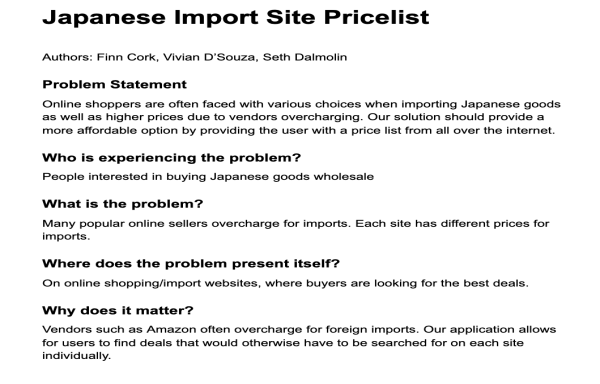 Japanese Import Site Pricelist
Authors: Finn Cork, Vivian D'Souza, Seth Dalmolin
Problem Statement
Online shoppers are often faced with various choices when importing Japanese goods
as well as higher prices due to vendors overcharging. Our solution should provide a
more affordable option by providing the user with a price list from all over the internet.
Who is experiencing the problem?
People interested in buying Japanese goods wholesale
What is the problem?
Many popular online sellers overcharge for imports. Each site has different prices for
imports.
Where does the problem present itself?
On online shopping/import websites, where buyers are looking for the best deals.
Why does it matter?
Vendors such as Amazon often overcharge for foreign imports. Our application allows
for users to find deals that would otherwise have to be searched for on each site
individually.